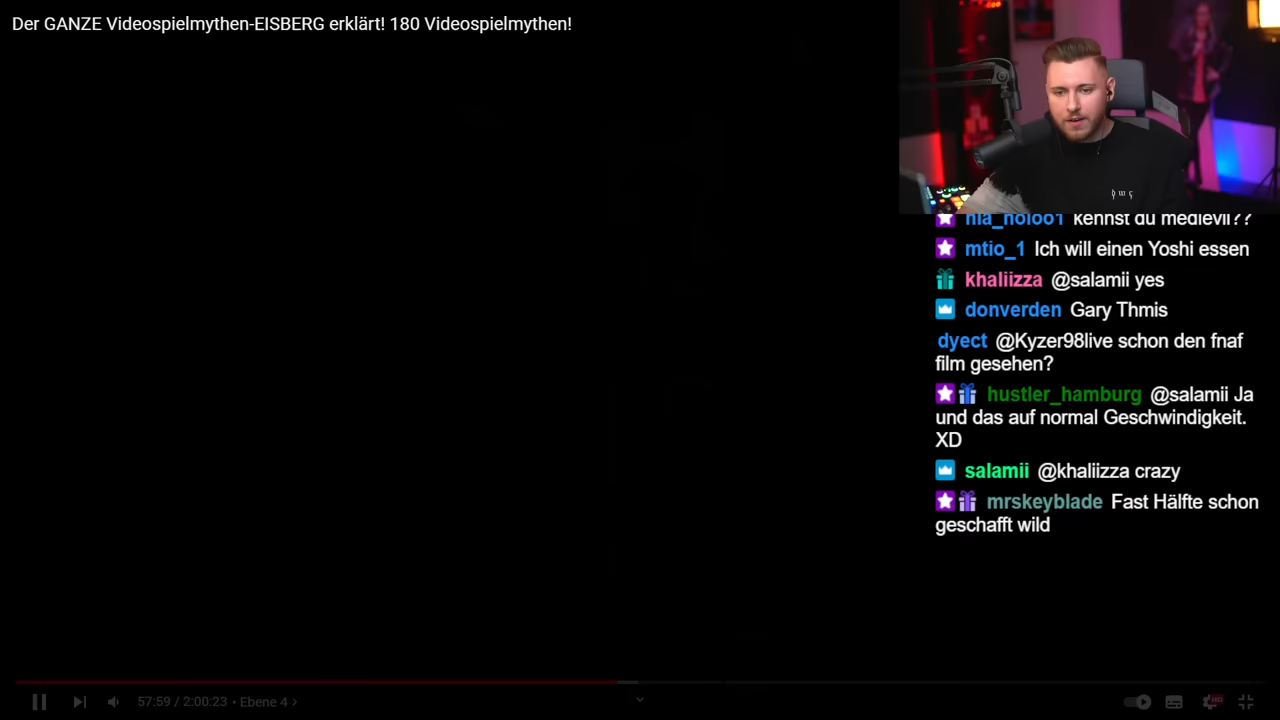 Der GANZE Videospielmythen-EISBERG erklärt! 180 Videospielmythen!
kennst du medievil??
mtio_1 Ich will einen Yoshi essen
khaliizza @salamii yes
donverden Gary Thmis
dyect @Kyzer98live schon den fnaf
film gesehen?
hustler_hamburg @salamii Ja
und das auf normal Geschwindigkeit.
XD
salamii @khaliizza crazy
mrskeyblade Fast Hälfte schon
geschafft wild
57:59 / 2:00:23 • Ebene 4
HD